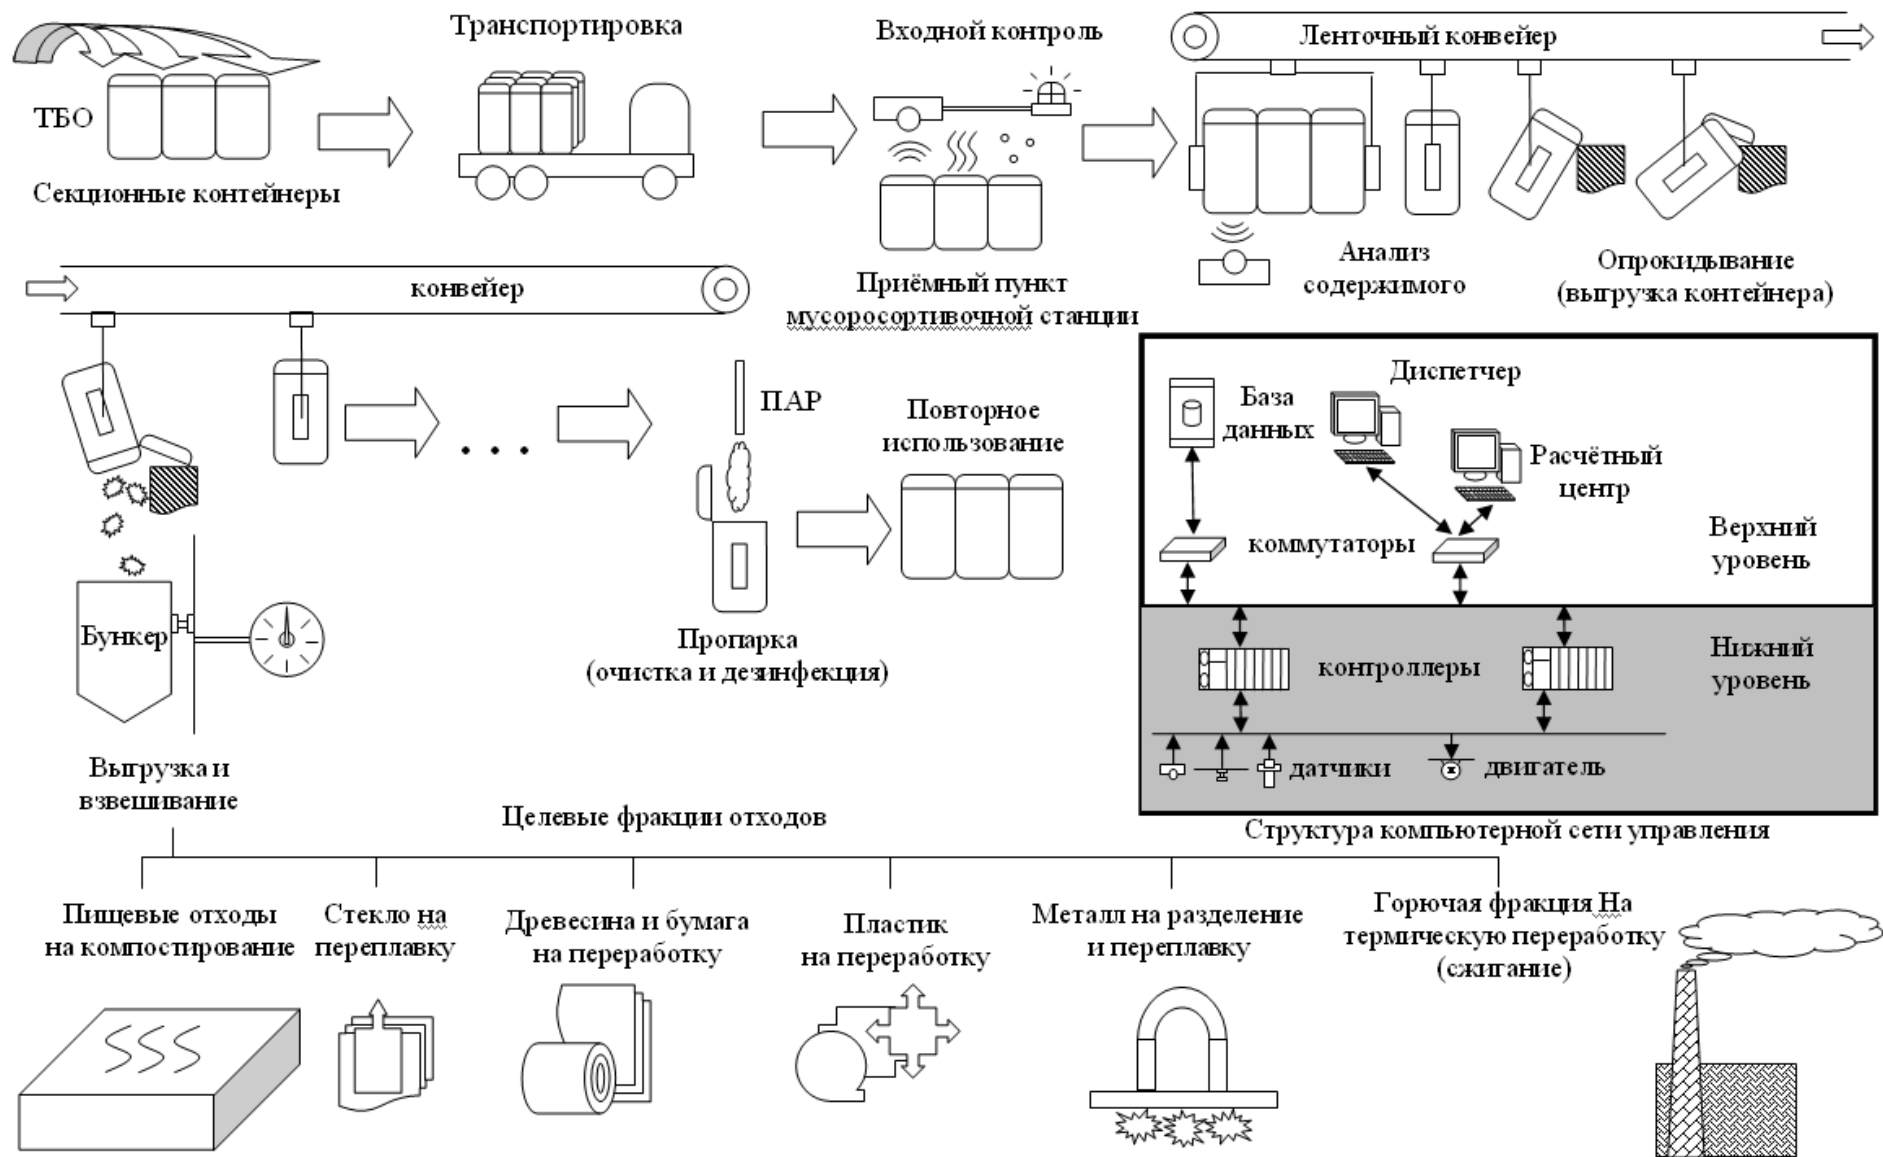 Транспортировка
Входной контроль
Ленточный конвейер
ТБО
Секционные контейнеры
Приёмный пункт
мусоросортивочной станции
Анализ
содержимого
Опрокидывание
(выгрузка контейнера)
конвейер
ПАР
Повторное
использование
Бункер
Пропарка
(очистка и дезинфекция)
Выгрузка и
взвешивание
База
данных
Диспетчер
Расчётный
центр
коммутаторы
Верхний
уровень
контроллеры
Нижний
уровень
датчики
двигатель
Структура компьютерной сети управления
Целевые фракции отходов
Пищевые отходы
на компостирование
Стекло на
переплавку
Древесина и бумага
на переработку
Пластик
на переработку
Металл на разделение
и переплавку
Горючая фракция На
термическую переработку
(сжигание)